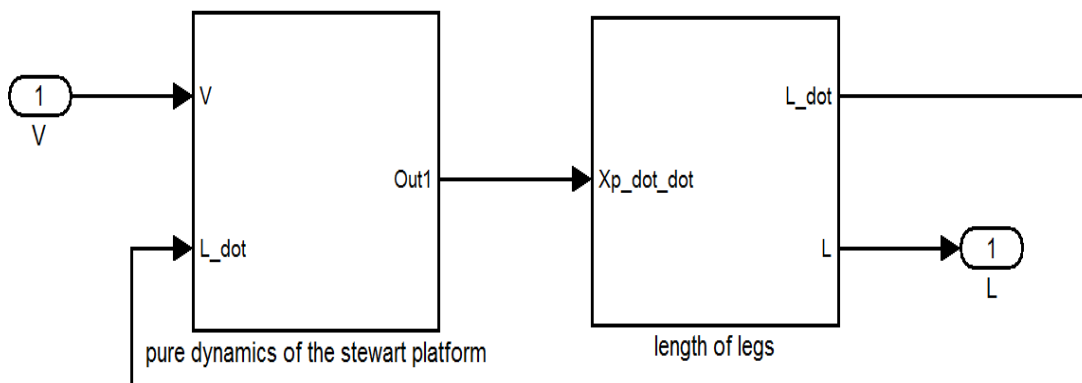 1
V
V
L_dot
Out1
pure dynamics of the stewart platform
Xp_dot_dot
L_dot
L
length of legs
1
L